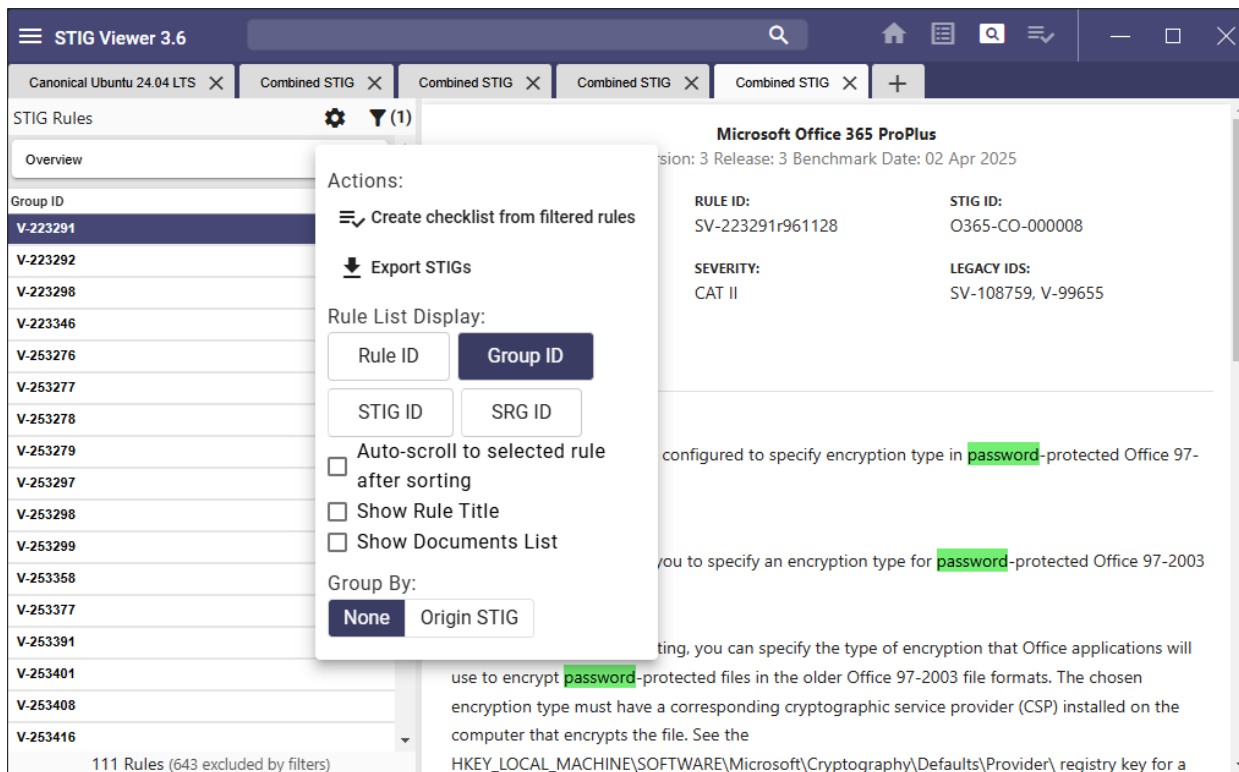 STIG Viewer 3.6
Canonical Ubuntu 24.04 LTS
Combined STIG
Combined STIG
Combined STIG
Combined STIG
STIG Rules
(1)
Overview
Group ID
V-223291
V-223292
V-223298
V-223346
V-253276
V-253277
V-253278
V-253279
V-253297
V-253298
V-253299
V-253358
V-253377
V-253391
V-253401
V-253408
V-253416
111 Rules (643 excluded by filters)
Actions:
Create checklist from filtered rules
Export STIGs
Rule List Display:
Rule ID
Group ID
STIG ID
SRG ID
Auto-scroll to selected rule
after sorting
Show Rule Title
Show Documents List
Group By:
None
Origin STIG
Microsoft Office 365 ProPlus
: 3 Release: 3 Benchmark Date: 02 Apr 2025
RULE ID:
SV-223291r961128
STIG ID:
O365-CO-000008
SEVERITY:
CAT II
LEGACY IDS:
SV-108759, V-99655
configured to specify encryption type in password-protected Office 97-
you to specify an encryption type for password-protected Office 97-2003
, you can specify the type of encryption that Office applications will
use to encrypt password-protected files in the older Office 97-2003 file formats. The chosen
encryption type must have a corresponding cryptographic service provider (CSP) installed on the
computer that encrypts the file. See the
HKEY_LOCAL_MACHINE\SOFTWARE\Microsoft\Cryptography\Defaults\Provider\ registry key for a